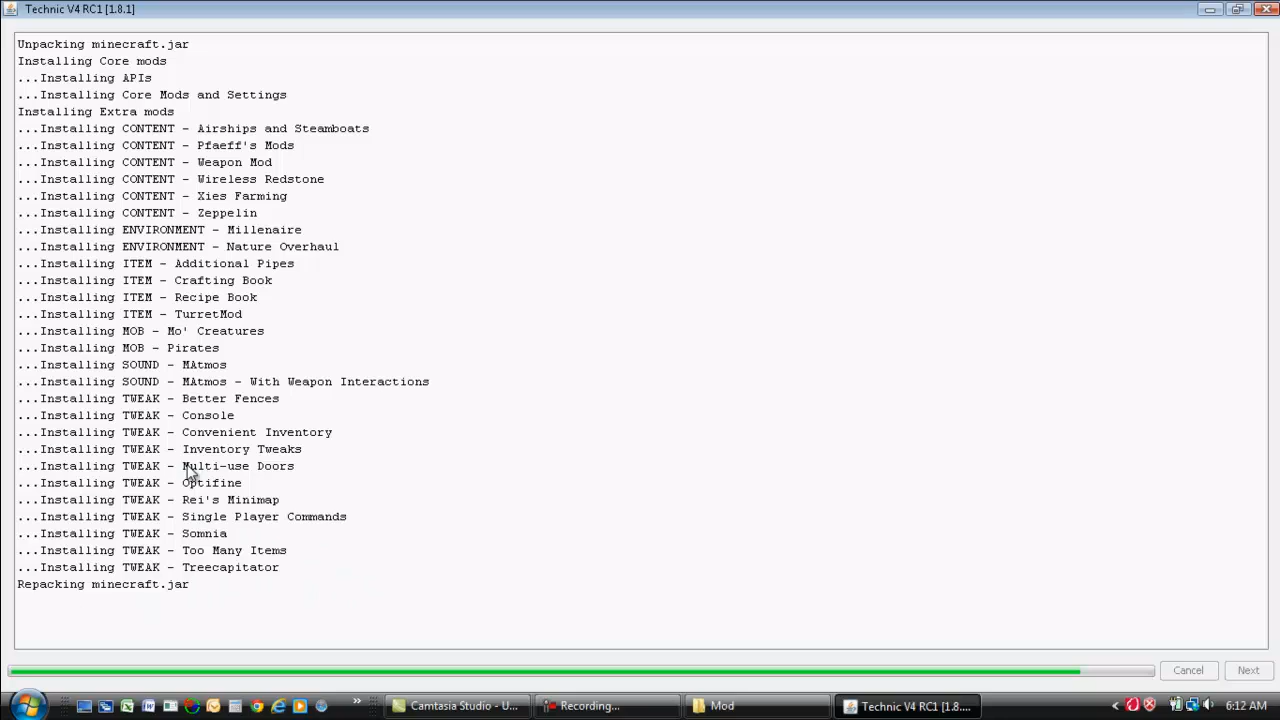 Technic V4 RC1 [1.8.1]
Unpacking minecraft.jar
Installing Core mods
...Installing APIs
...Installing Core Mods and Settings
Installing Extra mods
...Installing CONTENT - Airships and Steamboats
...Installing CONTENT - Pfaeff's Mods
...Installing CONTENT - Weapon Mod
...Installing CONTENT - Wireless Redstone
...Installing CONTENT - Xies Farming
...Installing CONTENT - Zeppelin
...Installing ENVIRONMENT - Millenaire
...Installing ENVIRONMENT - Nature Overhaul
...Installing ITEM - Additional Pipes
...Installing ITEM - Crafting Book
...Installing ITEM - Recipe Book
...Installing ITEM - TurretMod
...Installing MOB - Mo' Creatures
...Installing MOB - Pirates
...Installing SOUND - MAtmos
...Installing SOUND - MAtmos - With Weapon Interactions
...Installing TWEAK - Better Fences
...Installing TWEAK - Console
...Installing TWEAK - Convenient Inventory
...Installing TWEAK - Inventory Tweaks
...Installing TWEAK - Multi-use Doors
...Installing TWEAK - Optifine
...Installing TWEAK - Rei's Minimap
...Installing TWEAK - Single Player Commands
...Installing TWEAK - Somnia
...Installing TWEAK - Too Many Items
...Installing TWEAK - Treecapitator
Repacking minecraft.jar
Cancel Next
» Camtasia Studio - U... Recording... Mod Technic V4 RC1 [1.8.... < 6:12 AM